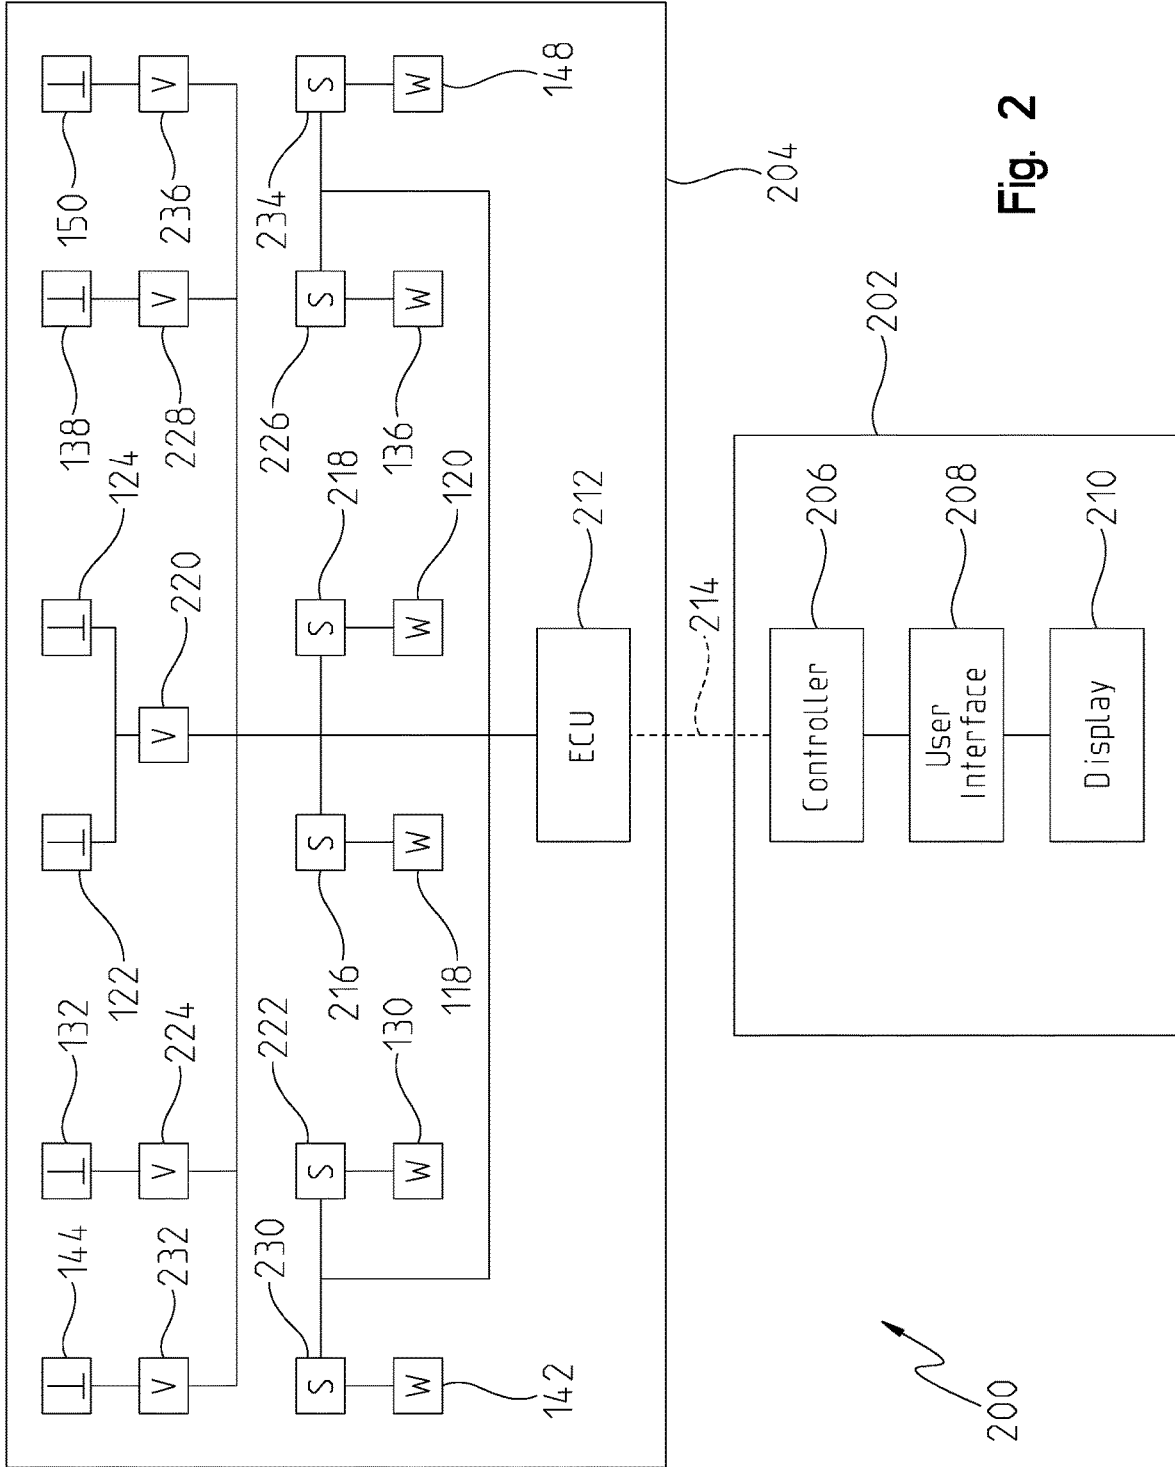 144 132 138 150
T T T T T T
122 124
232 224 220 228 236
V V V V V
230 222 216 218 226 234
S S S S S S
W W W W W W
142 130 118 120 136 148
ECU
212
204
214
202
Controller
206
User
Interface
208
Display
210
200
Fig. 2